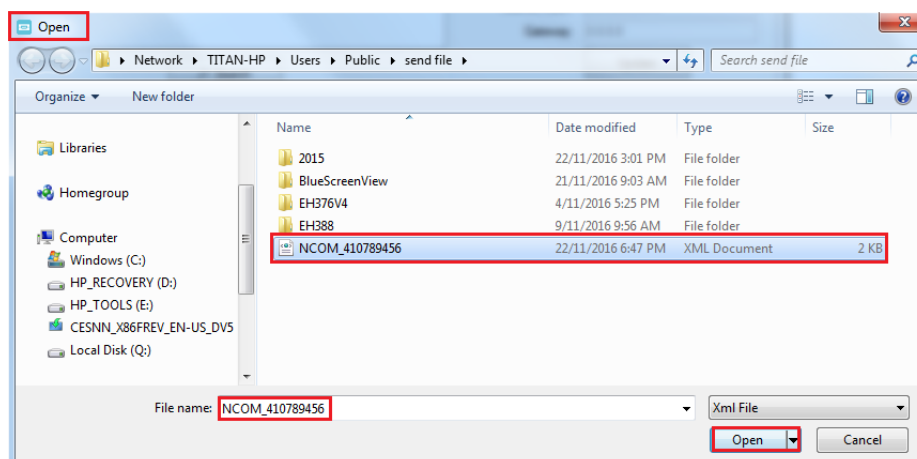 Open
Network ▸ TITAN-HP ▸ Users ▸ Public ▸ send file ▸ Search send file
Organize New folder
Name Date modified Type Size
Libraries
Homegroup
Computer
Windows (C:)
HP_RECOVERY (D:)
HP_TOOLS (E:)
CESNN_X86FREV_EN-US_DV5
Local Disk (Q:)
2015 22/11/2016 3:01 PM File folder
BlueScreenView 21/11/2016 9:03 AM File folder
EH376V4 4/11/2016 5:25 PM File folder
EH388 9/11/2016 9:56 AM File folder
NCOM_410789456 22/11/2016 6:47 PM XML Document 2 KB
File name: NCOM_410789456 Xml File
Open Cancel